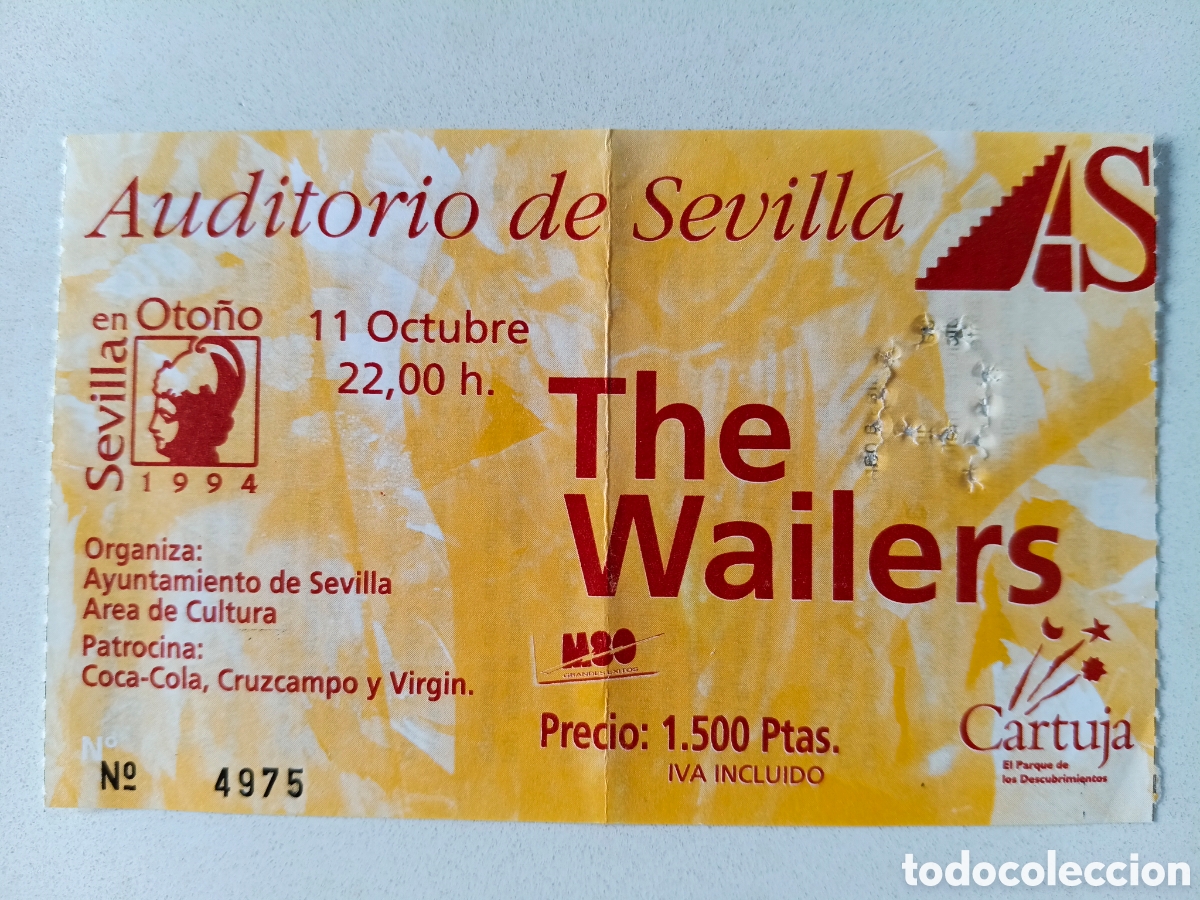 Auditorio de Sevilla
AS
Sevilla en Otoño
1994
11 Octubre
22,00 h.
The
Wailers
Organiza:
Ayuntamiento de Sevilla
Area de Cultura
Patrocina:
Coca-Cola, Cruzcampo y Virgin.
M80
GRANDES EXITOS
Precio: 1.500 Ptas.
IVA INCLUIDO
Cartuja
El Parque de
los Descubrimientos
Nº
Nº 4975
todocoleccion